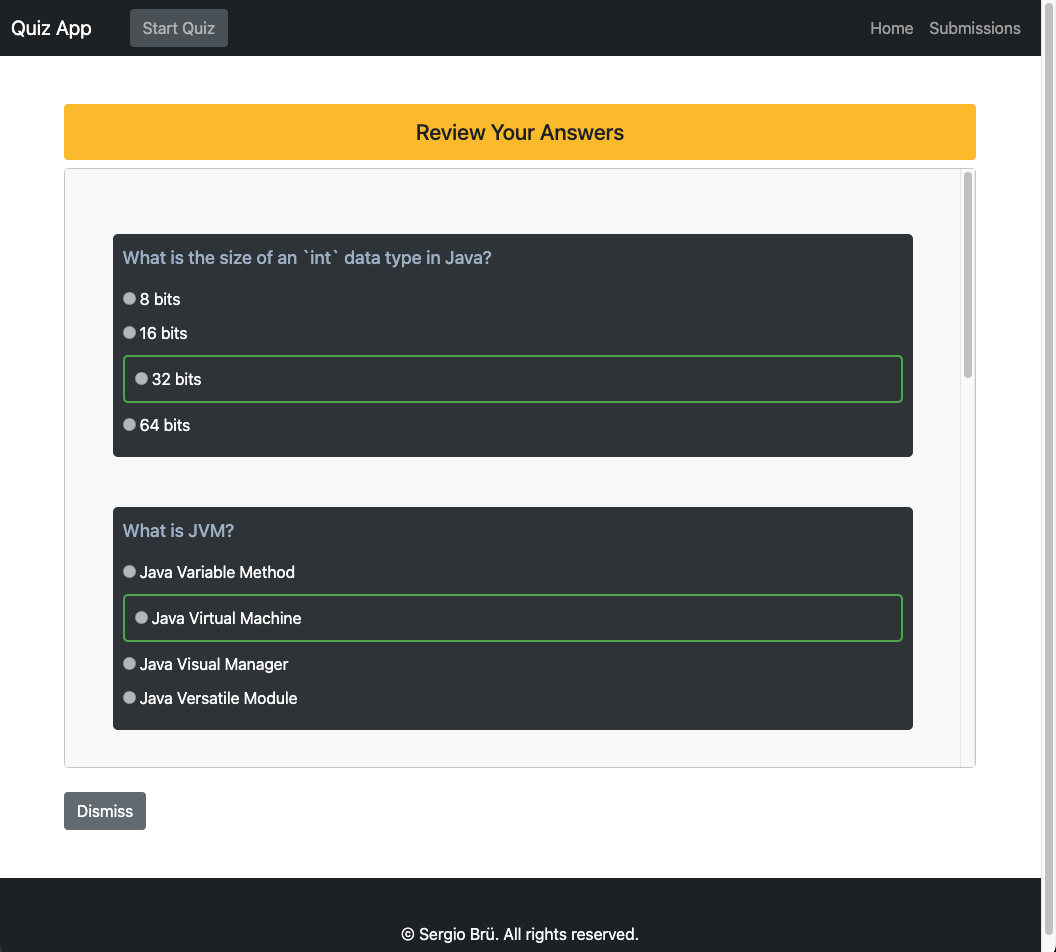 Quiz App
Start Quiz
Home
Submissions
Review Your Answers
What is the size of an `int` data type in Java?
8 bits
16 bits
32 bits
64 bits
What is JVM?
Java Variable Method
Java Virtual Machine
Java Visual Manager
Java Versatile Module
Dismiss
© Sergio Brü. All rights reserved.